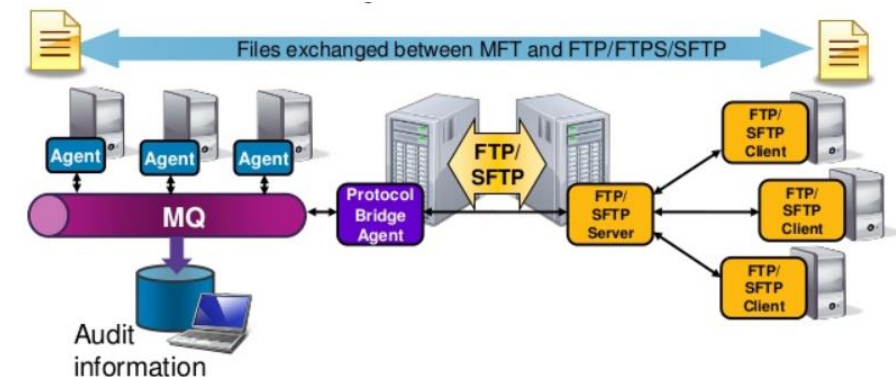 Files exchanged between MFT and FTP/FTPS/SFTP
Agent
Agent
Agent
MQ
Protocol
Bridge
Agent
FTP/
SFTP
FTP/
SFTP
Server
FTP/
SFTP
Client
FTP/
SFTP
Client
FTP/
SFTP
Client
Audit
information